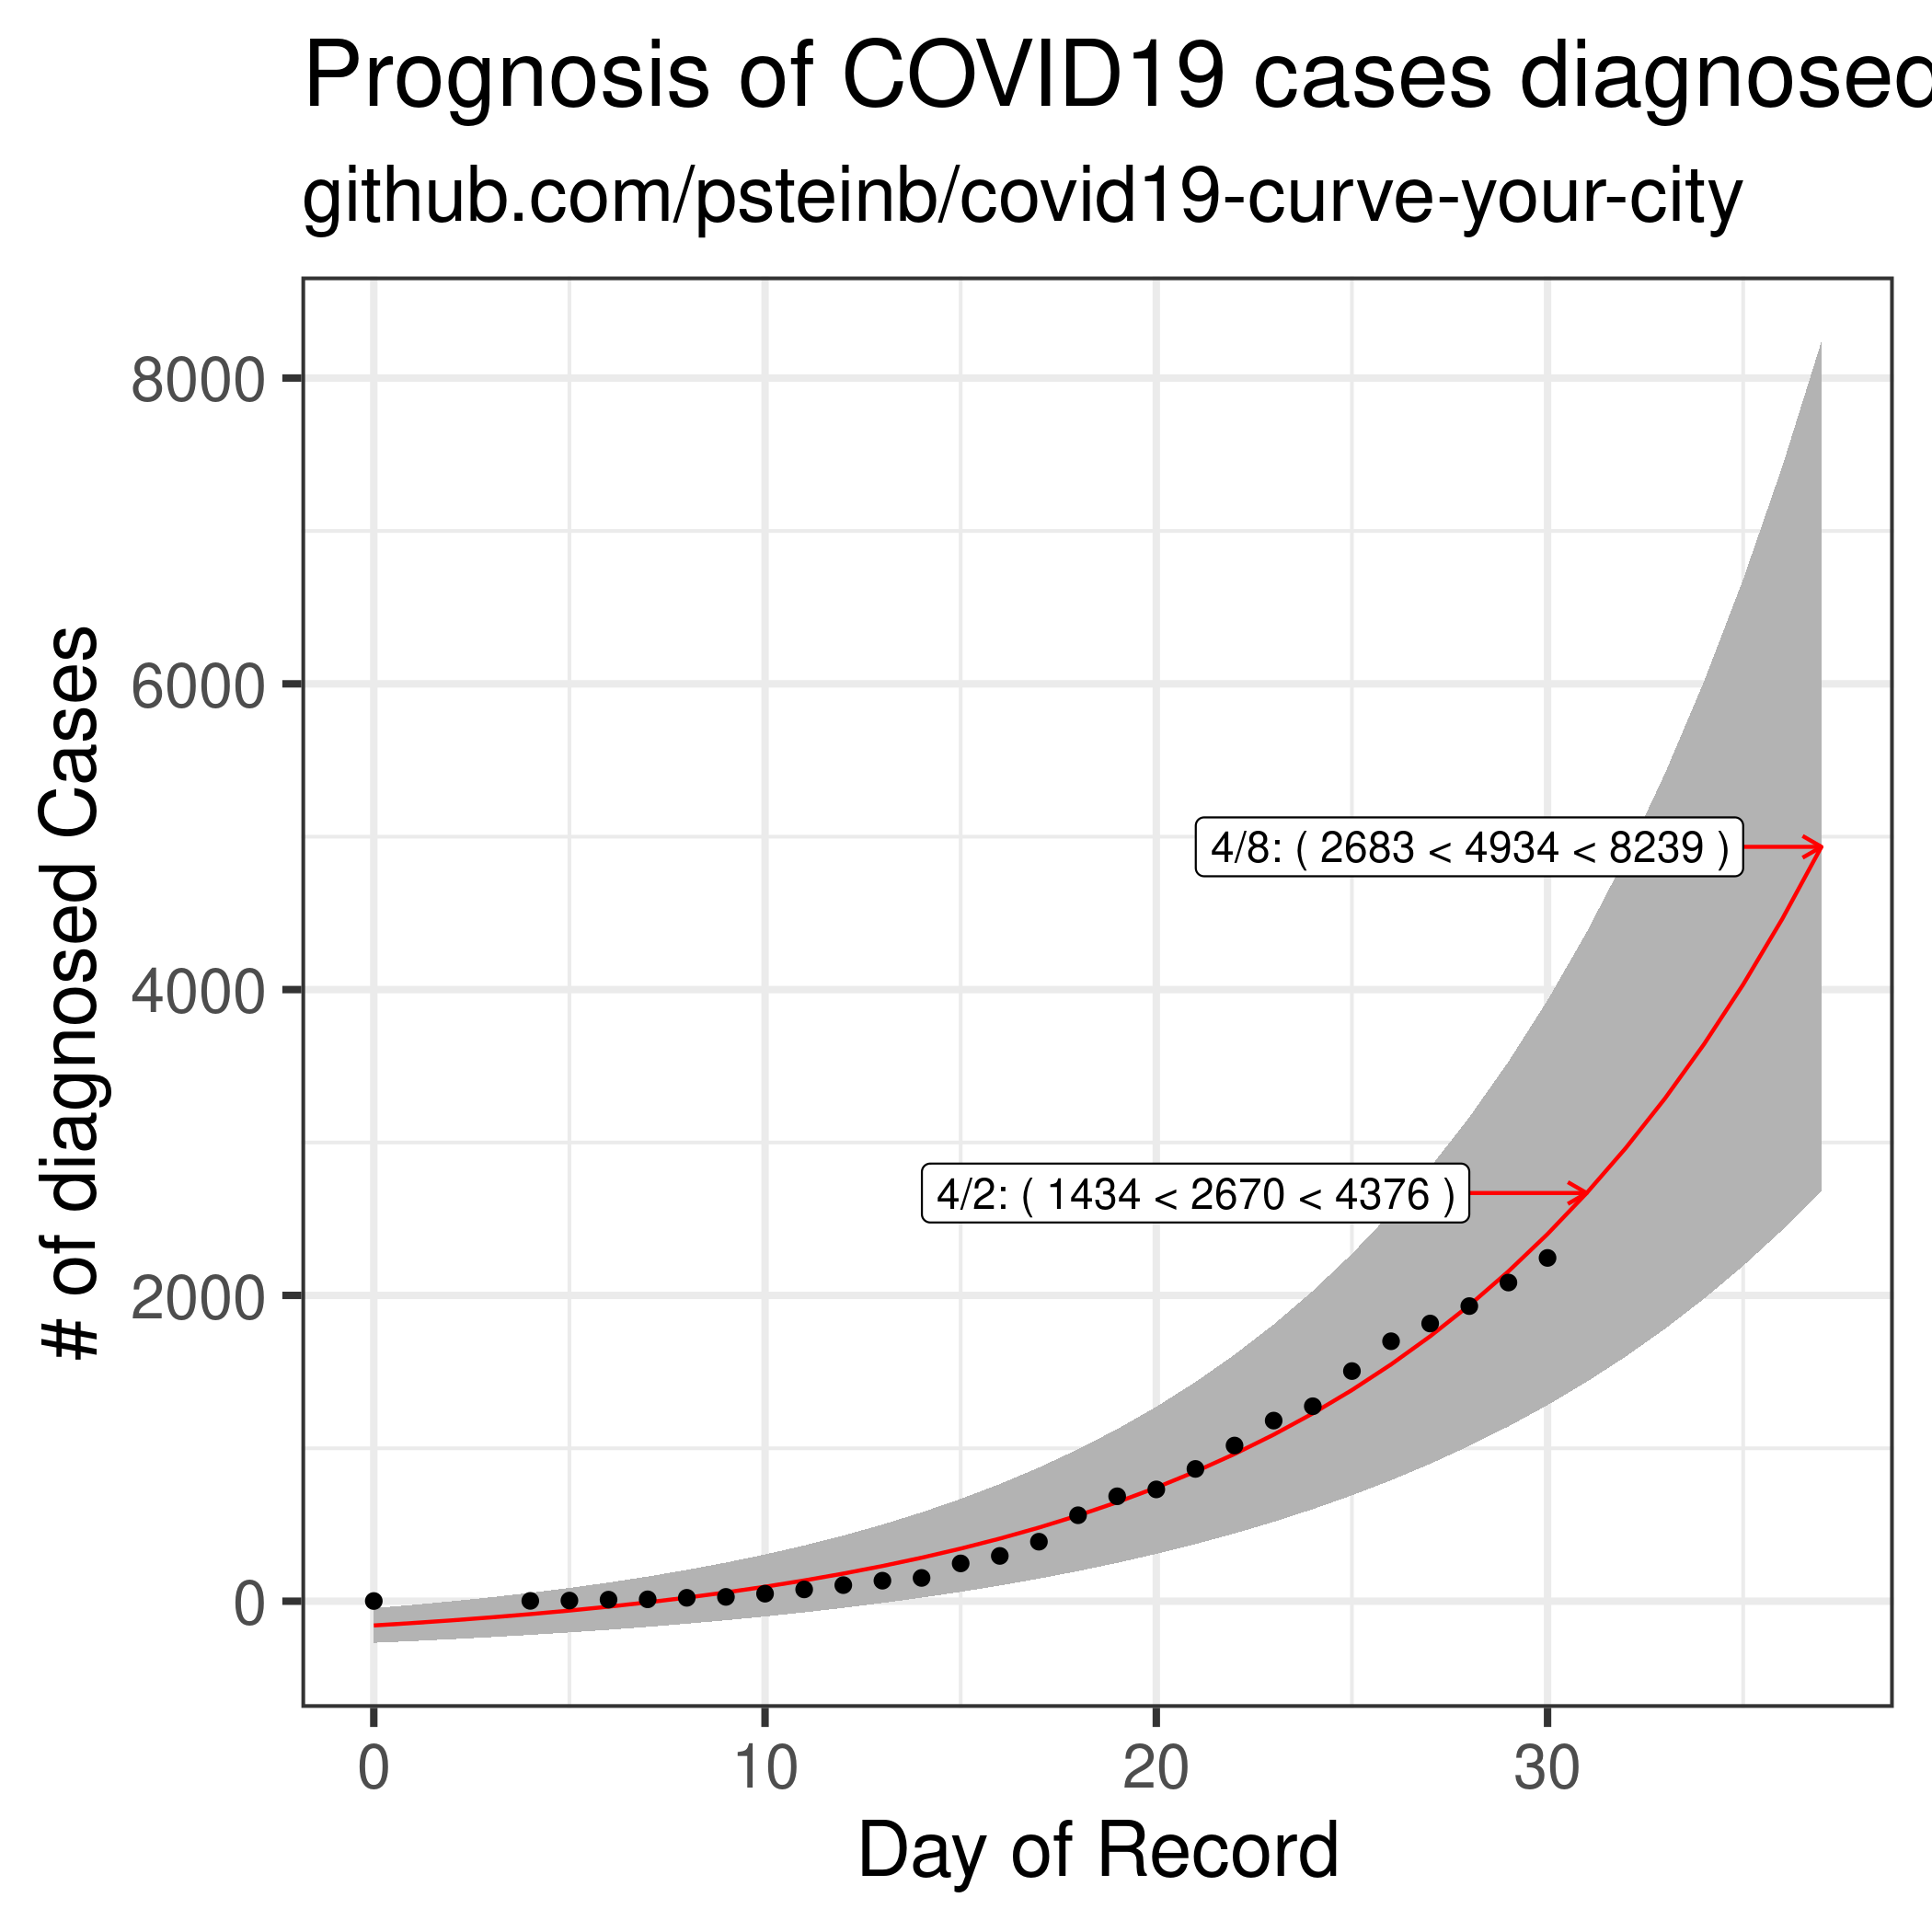 Prognosis of COVID19 cases diagnosed
github.com/psteinb/covid19-curve-your-city
# of diagnosed Cases
8000
6000
4000
2000
0
4/8: ( 2683 < 4934 < 8239 )
4/2: ( 1434 < 2670 < 4376 )
0 10 20 30
Day of Record